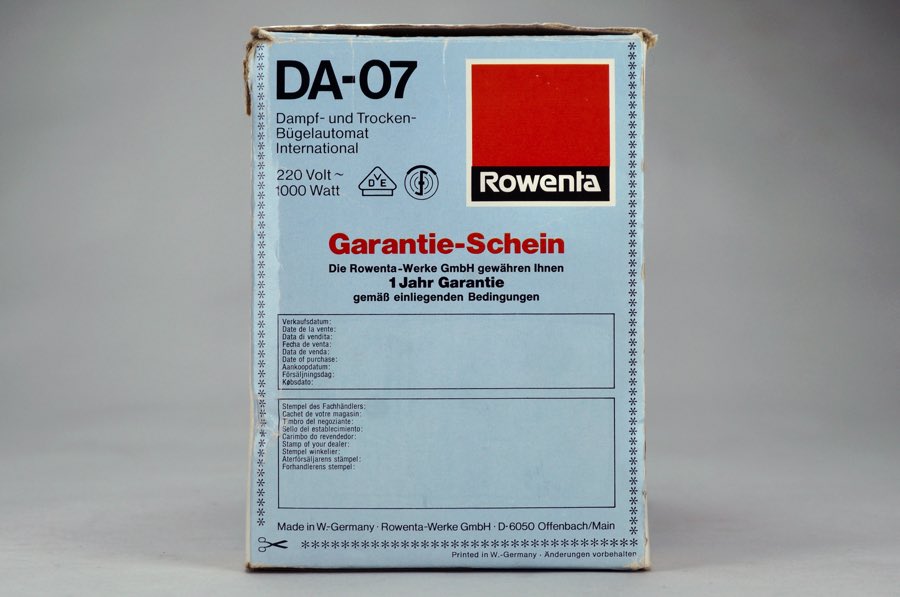 DA-07
Dampf- und Trocken-
Bügelautomat
International
220 Volt ~
1000 Watt
DVE
Rowenta
Garantie-Schein
Die Rowenta-Werke GmbH gewähren Ihnen
1 Jahr Garantie
gemäß einliegenden Bedingungen
Verkaufsdatum:
Date de la vente:
Data di vendita:
Fecha de venta:
Data de venda:
Date of purchase:
Aankoopdatum:
Försäljningsdag:
Købsdato:
Stempel des Fachhändlers:
Cachet de votre magasin:
Timbro del negoziante:
Sello del establecimiento:
Carimbo do revendedor:
Stamp of your dealer:
Stempel winkelier:
Återförsäljarens stämpel:
Forhandlerens stempel:
Made in W.-Germany · Rowenta-Werke GmbH · D-6050 Offenbach/Main
Printed in W.-Germany · Änderungen vorbehalten